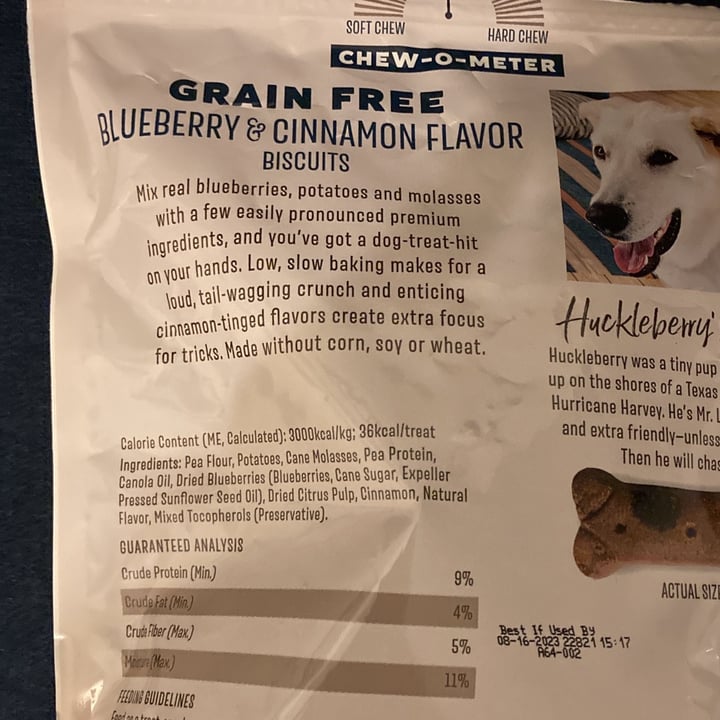 SOFT CHEW
HARD CHEW
CHEW-O-METER
GRAIN FREE
BLUEBERRY & CINNAMON FLAVOR
BISCUITS
Mix real blueberries, potatoes and molasses
with a few easily pronounced premium
ingredients, and you've got a dog-treat-hit
on your hands. Low, slow baking makes for a
loud, tail-wagging crunch and enticing
cinnamon-tinged flavors create extra focus
for tricks. Made without corn, soy or wheat.
Huckleberry
Huckleberry was a tiny pup
up on the shores of a Texas
Hurricane Harvey. He's Mr. L
and extra friendly—unless
Then he will chas
Calorie Content (ME, Calculated): 3000kcal/kg; 36kcal/treat
Ingredients: Pea Flour, Potatoes, Cane Molasses, Pea Protein,
Canola Oil, Dried Blueberries (Blueberries, Cane Sugar, Expeller
Pressed Sunflower Seed Oil), Dried Citrus Pulp, Cinnamon, Natural
Flavor, Mixed Tocopherols (Preservative).
GUARANTEED ANALYSIS
Crude Protein (Min.) 9%
Crude Fat (Min.) 4%
Crude Fiber (Max.) 5%
Moisture (Max.) 11%
ACTUAL SIZE
Best If Used By
08-16-2023 22821 15:17
A64-002
FEEDING GUIDELINES
Feed as a treat